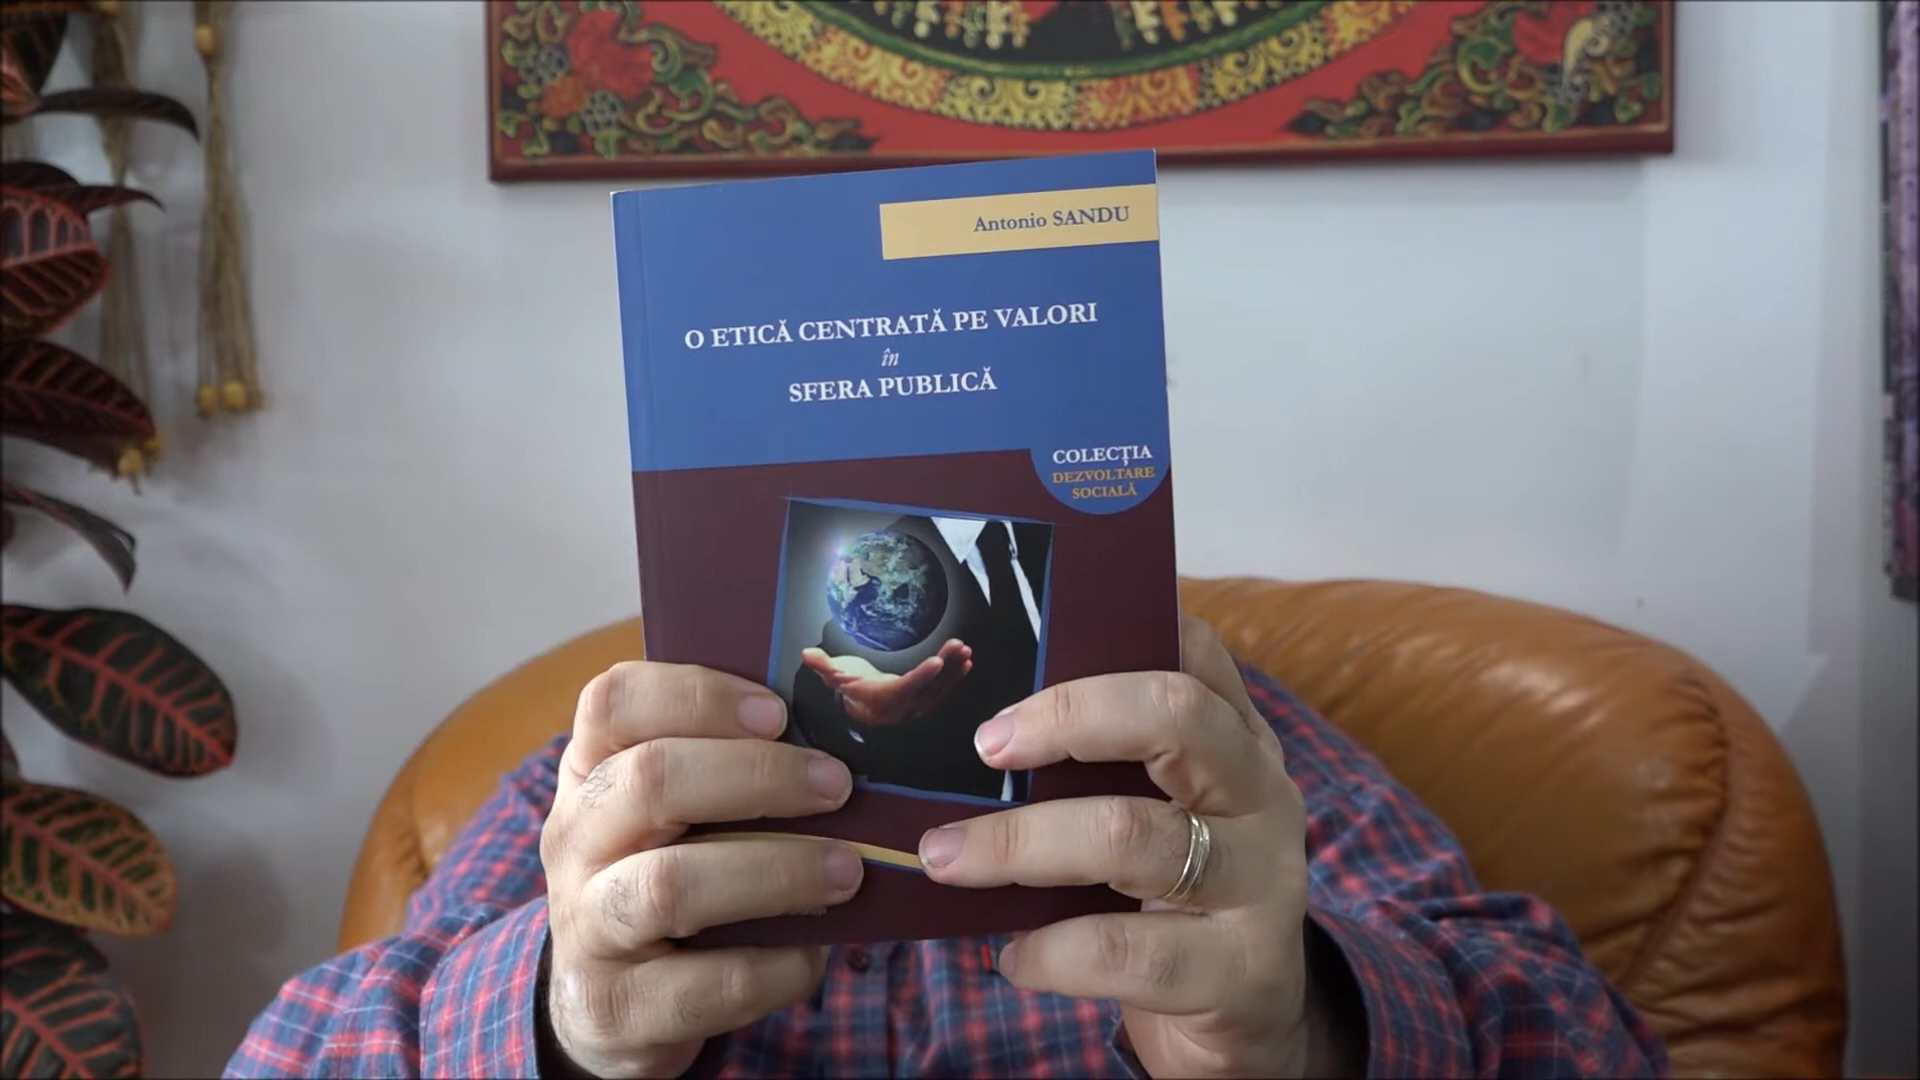 Antonio SANDU
O ETICĂ CENTRATĂ PE VALORI
în
SFERA PUBLICĂ
COLECȚIA
DEZVOLTARE
SOCIALĂ